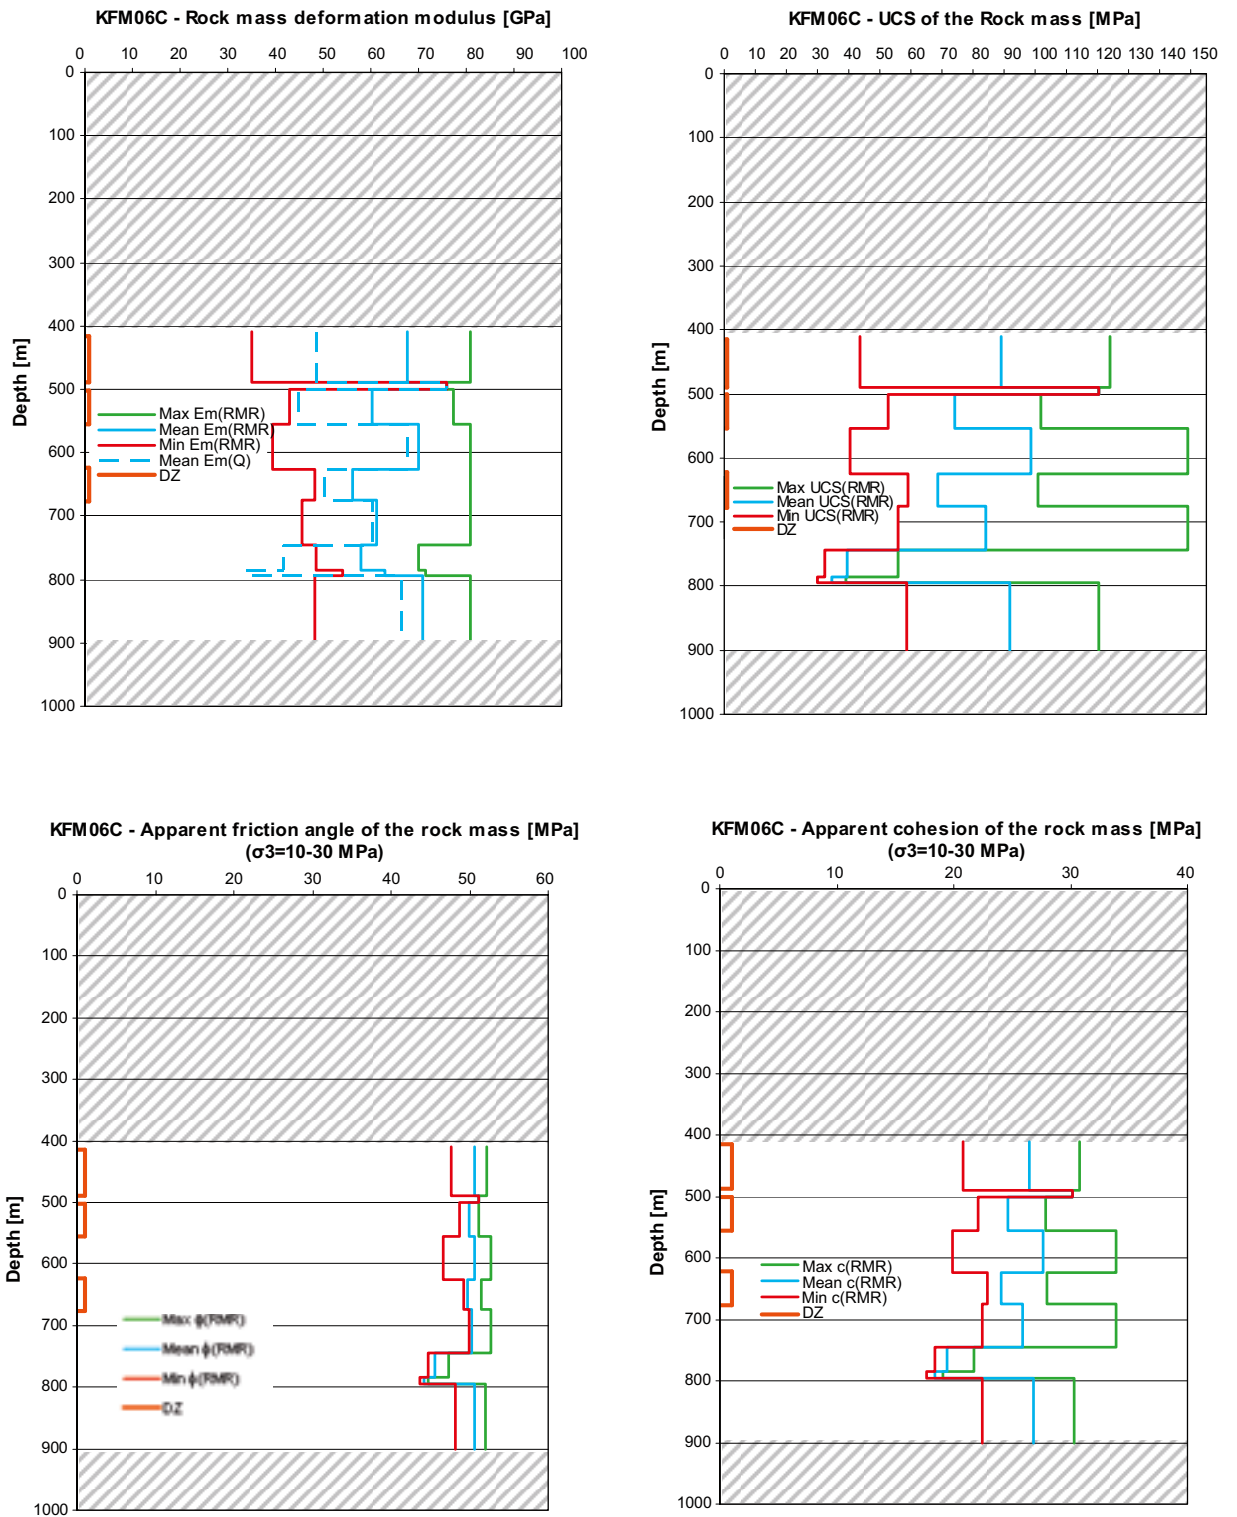 KFM06C - Rock mass deformation modulus [GPa]
0 10 20 30 40 50 60 70 80 90 100
0
100
200
300
400
500
600
700
800
900
1000
Depth [m]
Max Em(RMR)
Mean Em(RMR)
Min Em(RMR)
Mean Em(Q)
DZ
KFM06C - UCS of the Rock mass [MPa]
0 10 20 30 40 50 60 70 80 90 100 110 120 130 140 150
0
100
200
300
400
500
600
700
800
900
1000
Depth [m]
Max UCS(RMR)
Mean UCS(RMR)
Min UCS(RMR)
DZ
KFM06C - Apparent friction angle of the rock mass [MPa]
(σ3=10-30 MPa)
0 10 20 30 40 50 60
0
100
200
300
400
500
600
700
800
900
1000
Depth [m]
Max ϕ(RMR)
Mean ϕ(RMR)
Min ϕ(RMR)
DZ
KFM06C - Apparent cohesion of the rock mass [MPa]
(σ3=10-30 MPa)
0 10 20 30 40
0
100
200
300
400
500
600
700
800
900
1000
Depth [m]
Max c(RMR)
Mean c(RMR)
Min c(RMR)
DZ